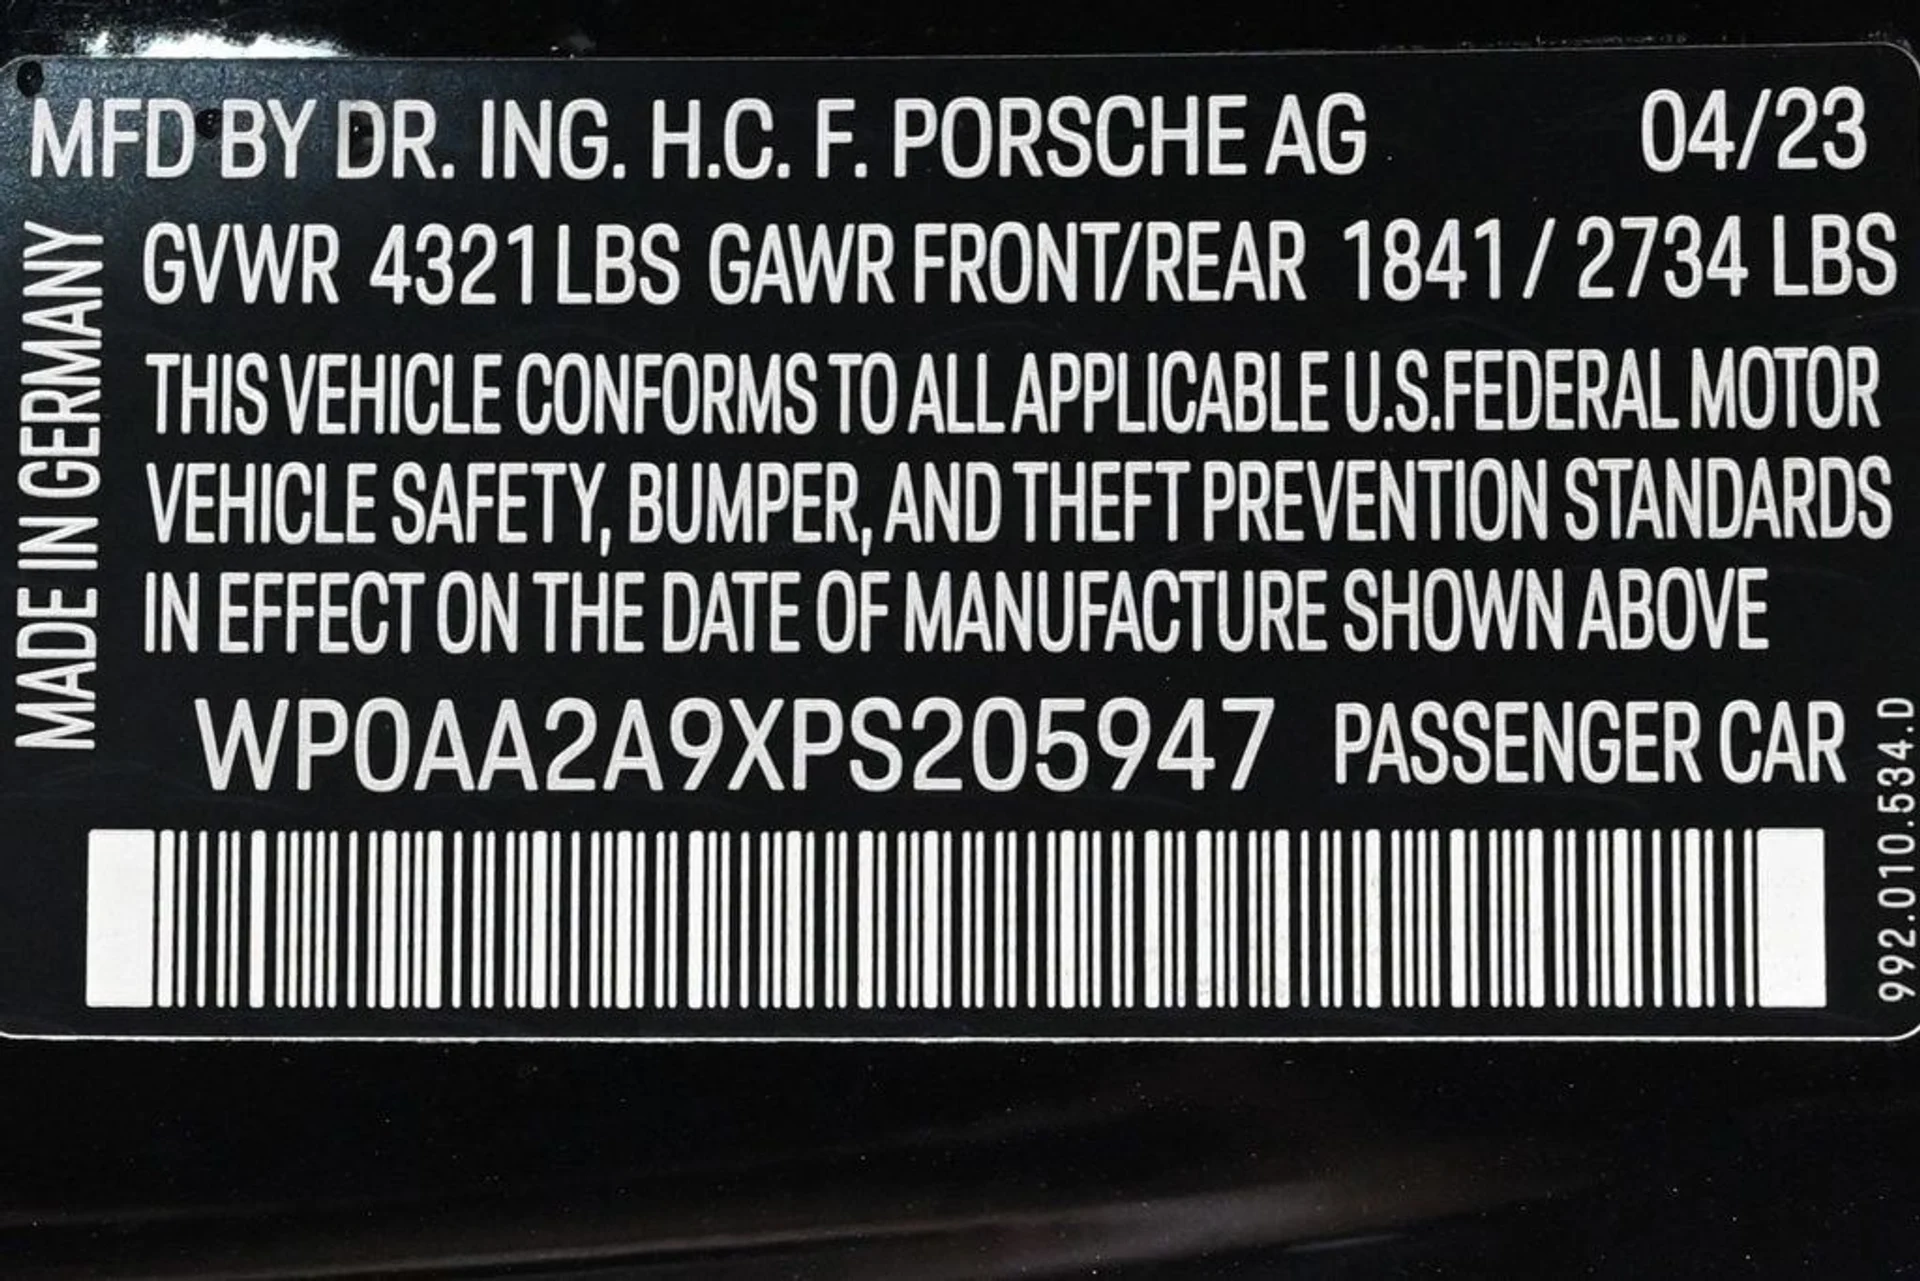 MFD BY DR. ING. H.C. F. PORSCHE AG 04/23
GVWR 4321 LBS GAWR FRONT/REAR 1841 / 2734 LBS
THIS VEHICLE CONFORMS TO ALL APPLICABLE U.S.FEDERAL MOTOR
VEHICLE SAFETY, BUMPER, AND THEFT PREVENTION STANDARDS
IN EFFECT ON THE DATE OF MANUFACTURE SHOWN ABOVE
WP0AA2A9XPS205947 PASSENGER CAR
MADE IN GERMANY
992.010.534.D